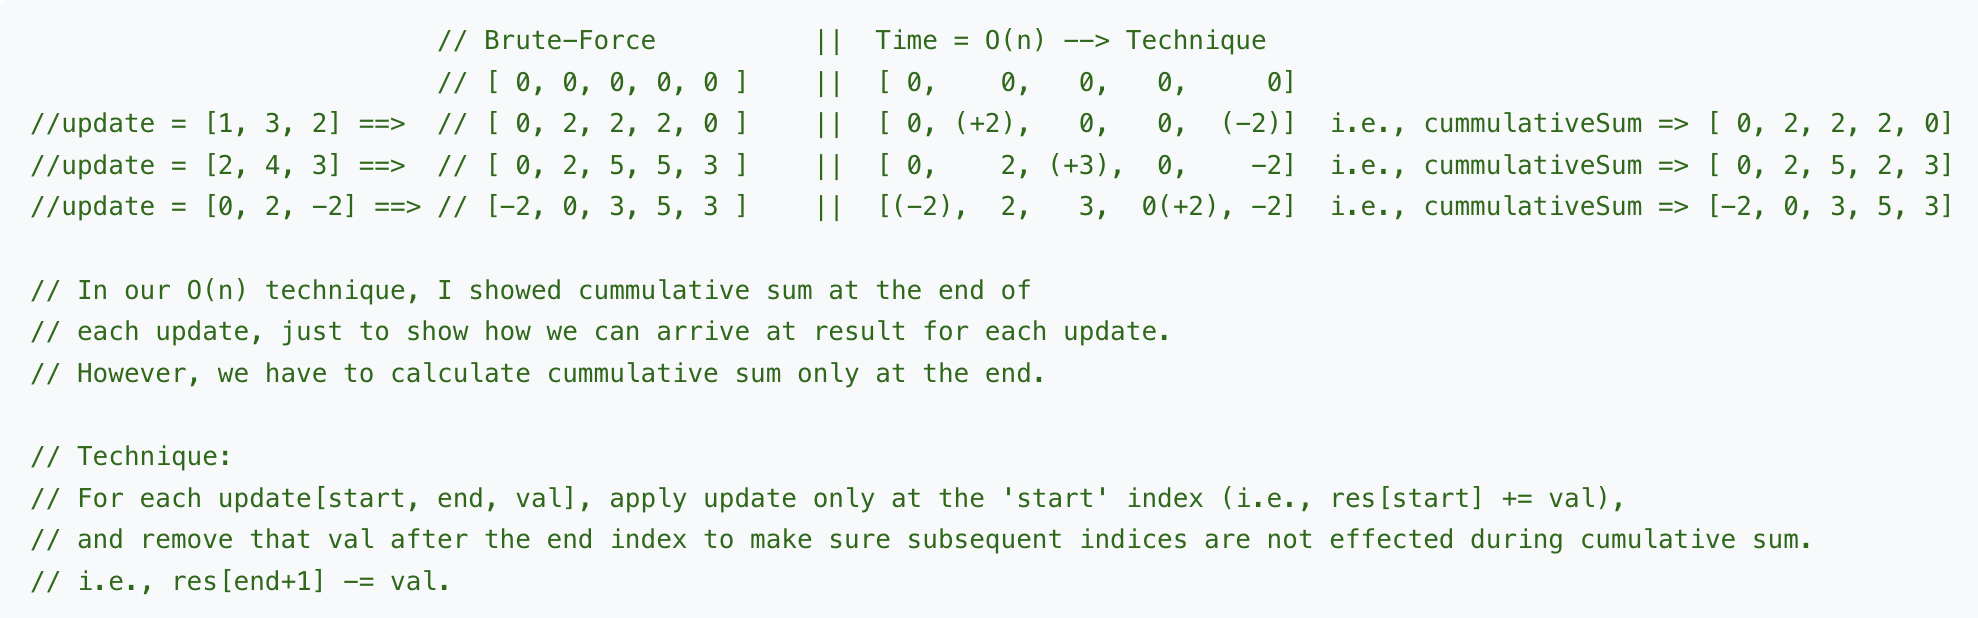 // Brute-Force          ||  Time = O(n) --> Technique
// [ 0, 0, 0, 0, 0 ]    ||  [ 0,    0,   0,   0,     0]
//update = [1, 3, 2] ==>  // [ 0, 2, 2, 2, 0 ]    ||  [ 0, (+2),   0,   0,  (-2)]  i.e., cummulativeSum => [ 0, 2, 2, 2, 0]
//update = [2, 4, 3] ==>  // [ 0, 2, 5, 5, 3 ]    ||  [ 0,    2, (+3),  0,    -2]  i.e., cummulativeSum => [ 0, 2, 5, 2, 3]
//update = [0, 2, -2] ==> // [-2, 0, 3, 5, 3 ]    ||  [(-2),  2,   3,  0(+2), -2]  i.e., cummulativeSum => [-2, 0, 3, 5, 3]
// In our O(n) technique, I showed cummulative sum at the end of
// each update, just to show how we can arrive at result for each update.
// However, we have to calculate cummulative sum only at the end.
// Technique:
// For each update[start, end, val], apply update only at the 'start' index (i.e., res[start] += val),
// and remove that val after the end index to make sure subsequent indices are not effected during cumulative sum.
// i.e., res[end+1] -= val.